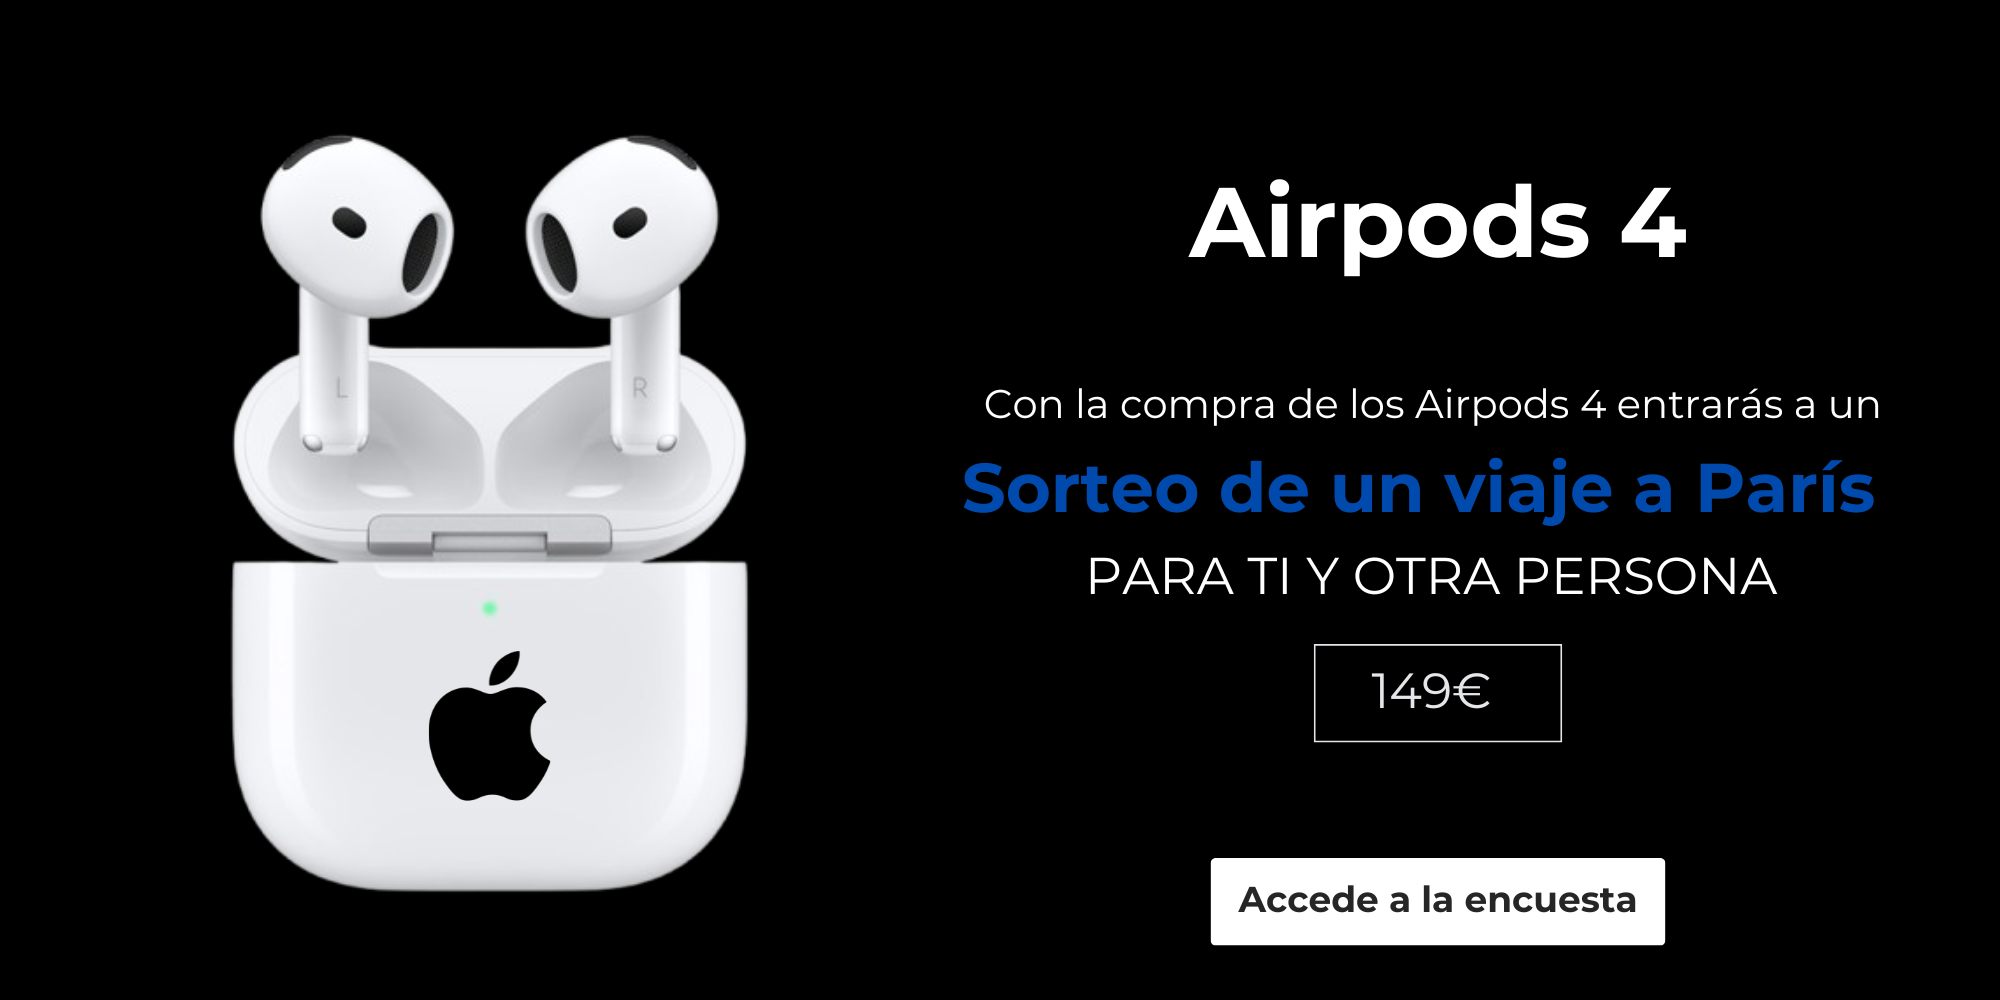 L
R
Airpods 4
Con la compra de los Airpods 4 entrarás a un
Sorteo de un viaje a París
PARA TI Y OTRA PERSONA
149€
Accede a la encuesta